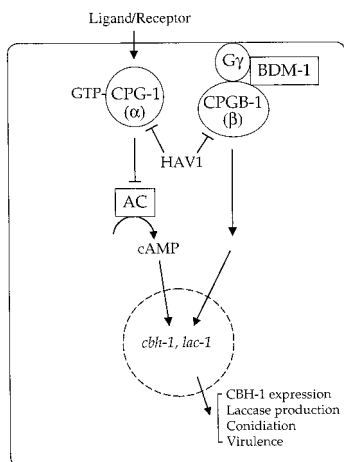 Ligand/Receptor
Gγ
BDM-1
GTP-
CPG-1
(α)
CPGB-1
(β)
HAV1
AC
cAMP
cbh-1, lac-1
CBH-1 expression
Laccase production
Conidiation
Virulence